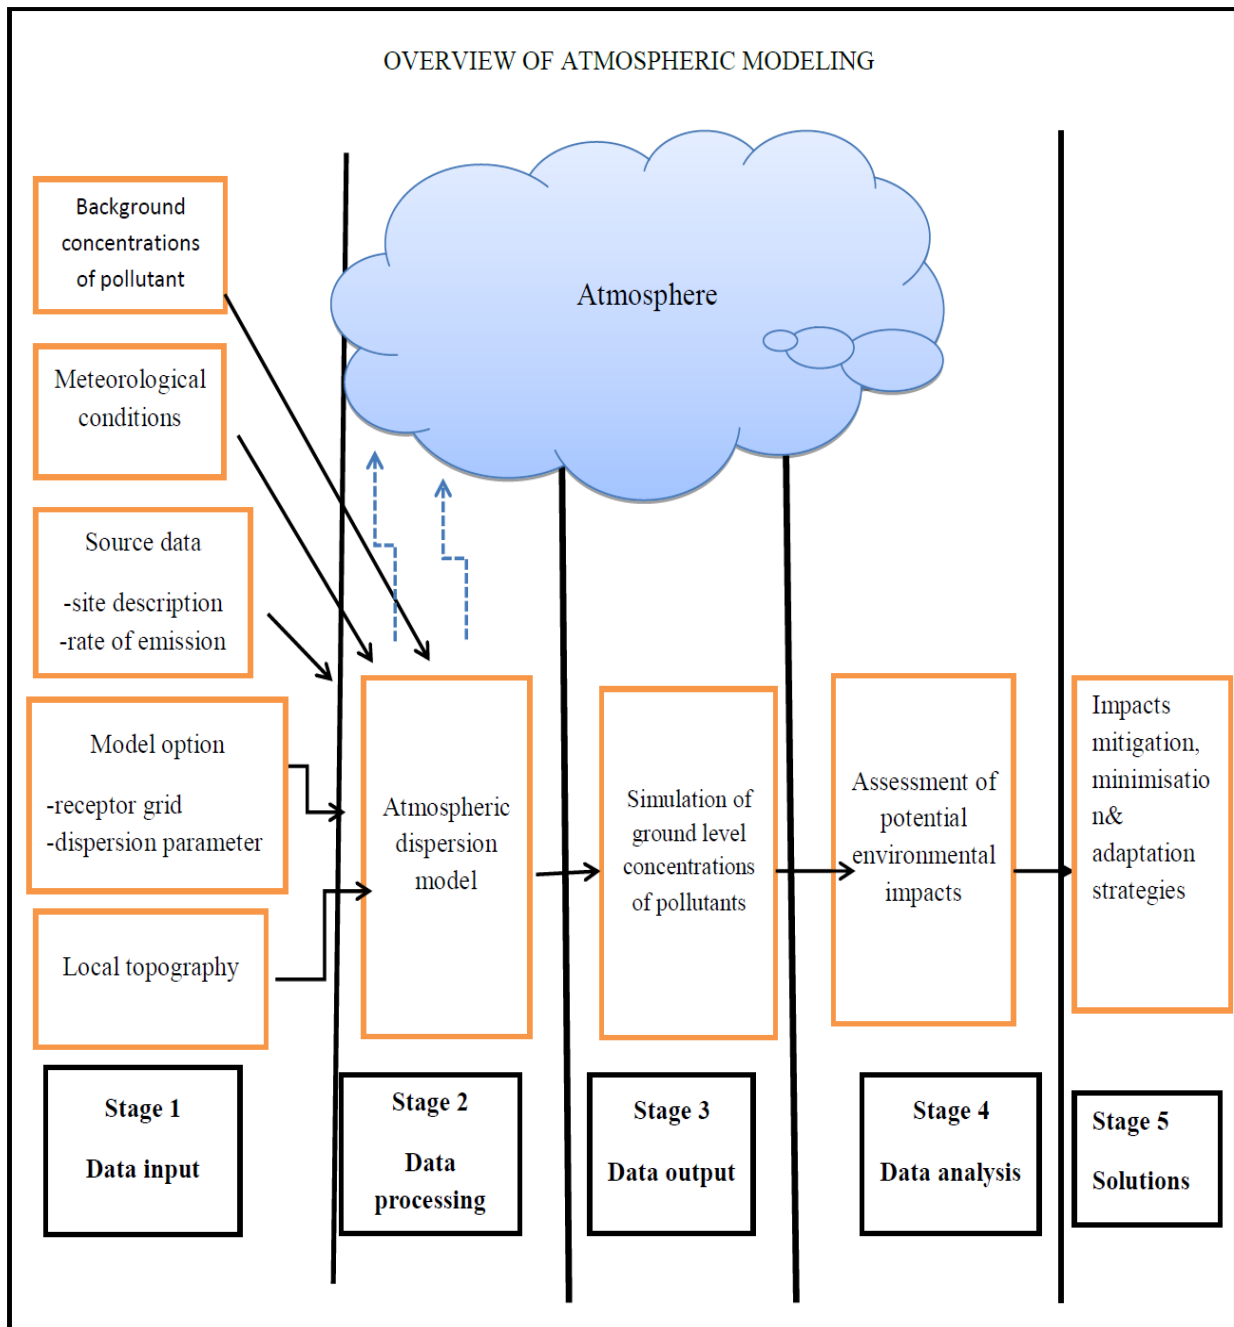 OVERVIEW OF ATMOSPHERIC MODELING
Background
concentrations
of pollutant
Atmosphere
Meteorological
conditions
Source data
-site description
-rate of emission
Model option
-receptor grid
-dispersion parameter
Local topography
Atmospheric
dispersion
model
Simulation of
ground level
concentrations
of pollutants
Assessment of
potential
environmental
impacts
Impacts
mitigation,
minimisatio
n&
adaptation
strategies
Stage 1
Data input
Stage 2
Data
processing
Stage 3
Data output
Stage 4
Data analysis
Stage 5
Solutions